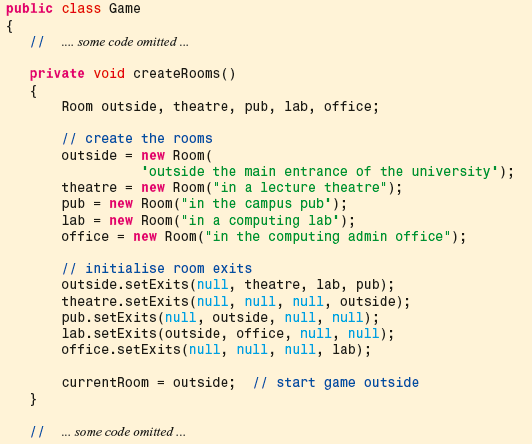 public class Game
{
// .... some code omitted ...
private void createRooms()
{
Room outside, theatre, pub, lab, office;
// create the rooms
outside = new Room(
"outside the main entrance of the university");
theatre = new Room("in a lecture theatre");
pub = new Room("in the campus pub");
lab = new Room("in a computing lab");
office = new Room("in the computing admin office");
// initialise room exits
outside.setExits(null, theatre, lab, pub);
theatre.setExits(null, null, null, outside);
pub.setExits(null, outside, null, null);
lab.setExits(outside, office, null, null);
office.setExits(null, null, null, lab);
currentRoom = outside; // start game outside
}
// ... some code omitted ...